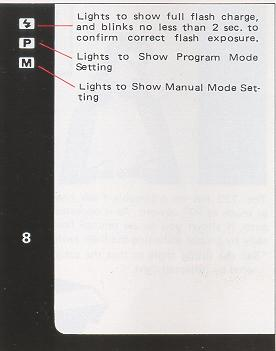 Lights to show full flash charge,
and blinks no less than 2 sec. to
confirm correct flash exposure.
P
Lights to Show Program Mode
Setting
M
Lights to Show Manual Mode Set-
ting
8